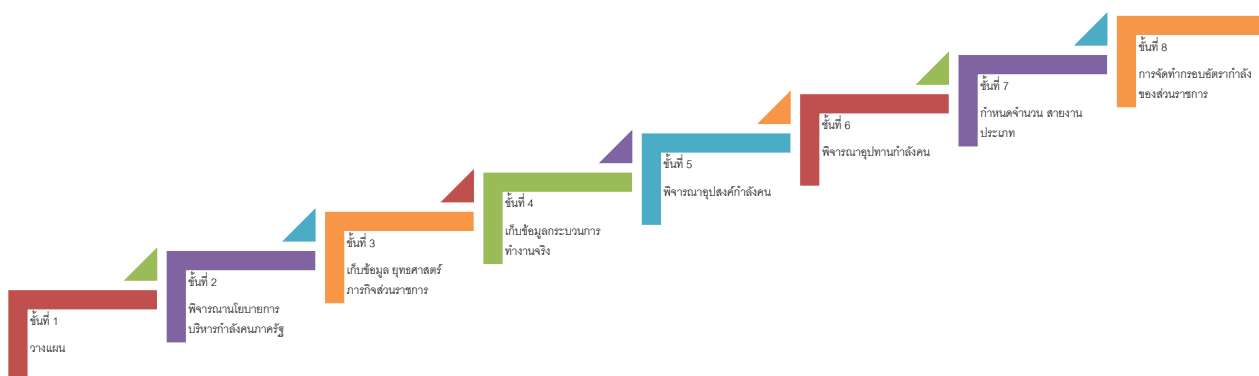 ขั้นที่ 1
วางแผน
ขั้นที่ 2
พิจารณานโยบายการ
บริหารกำลังคนภาครัฐ
ขั้นที่ 3
เก็บข้อมูล ยุทธศาสตร์
ภารกิจส่วนราชการ
ขั้นที่ 4
เก็บข้อมูลกระบวนการ
ทำงานจริง
ขั้นที่ 5
พิจารณาอุปสงค์กำลังคน
ขั้นที่ 6
พิจารณาอุปทานกำลังคน
ขั้นที่ 7
กำหนดจำนวน สายงาน
ประเภท
ขั้นที่ 8
การจัดทำกรอบอัตรากำลัง
ของส่วนราชการ